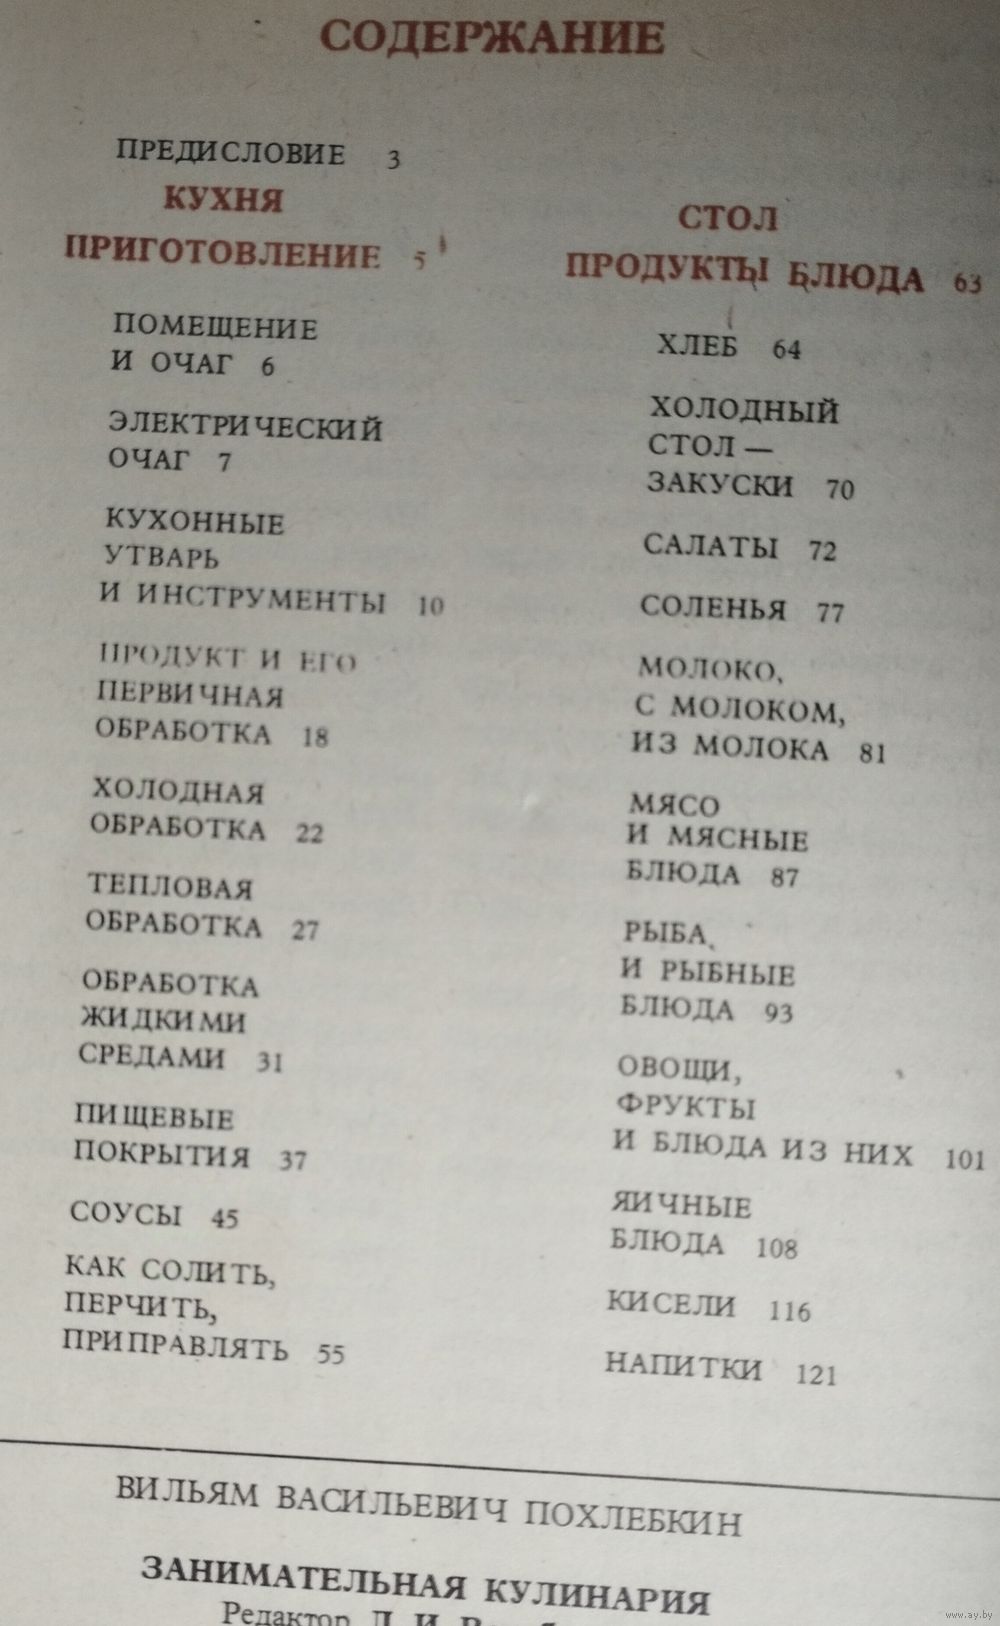 СОДЕРЖАНИЕ
ПРЕДИСЛОВИЕ 3
КУХНЯ
ПРИГОТОВЛЕНИЕ 5
ПОМЕЩЕНИЕ
И ОЧАГ 6
ЭЛЕКТРИЧЕСКИЙ
ОЧАГ 7
КУХОННЫЕ
УТВАРЬ
И ИНСТРУМЕНТЫ 10
ПРОДУКТ И ЕГО
ПЕРВИЧНАЯ
ОБРАБОТКА 18
ХОЛОДНАЯ
ОБРАБОТКА 22
ТЕПЛОВАЯ
ОБРАБОТКА 27
ОБРАБОТКА
ЖИДКИМИ
СРЕДАМИ 31
ПИЩЕВЫЕ
ПОКРЫТИЯ 37
СОУСЫ 45
КАК СОЛИТЬ,
ПЕРЧИТЬ,
ПРИПРАВЛЯТЬ 55
СТОЛ
ПРОДУКТЫ БЛЮДА 63
ХЛЕБ 64
ХОЛОДНЫЙ
СТОЛ —
ЗАКУСКИ 70
САЛАТЫ 72
СОЛЕНЬЯ 77
МОЛОКО,
С МОЛОКОМ,
ИЗ МОЛОКА 81
МЯСО
И МЯСНЫЕ
БЛЮДА 87
РЫБА
И РЫБНЫЕ
БЛЮДА 93
ОВОЩИ,
ФРУКТЫ
И БЛЮДА ИЗ НИХ 101
ЯИЧНЫЕ
БЛЮДА 108
КИСЕЛИ 116
НАПИТКИ 121
ВИЛЬЯМ ВАСИЛЬЕВИЧ ПОХЛЕБКИН
ЗАНИМАТЕЛЬНАЯ КУЛИНАРИЯ
Редактор Л. И.
www.ay.by